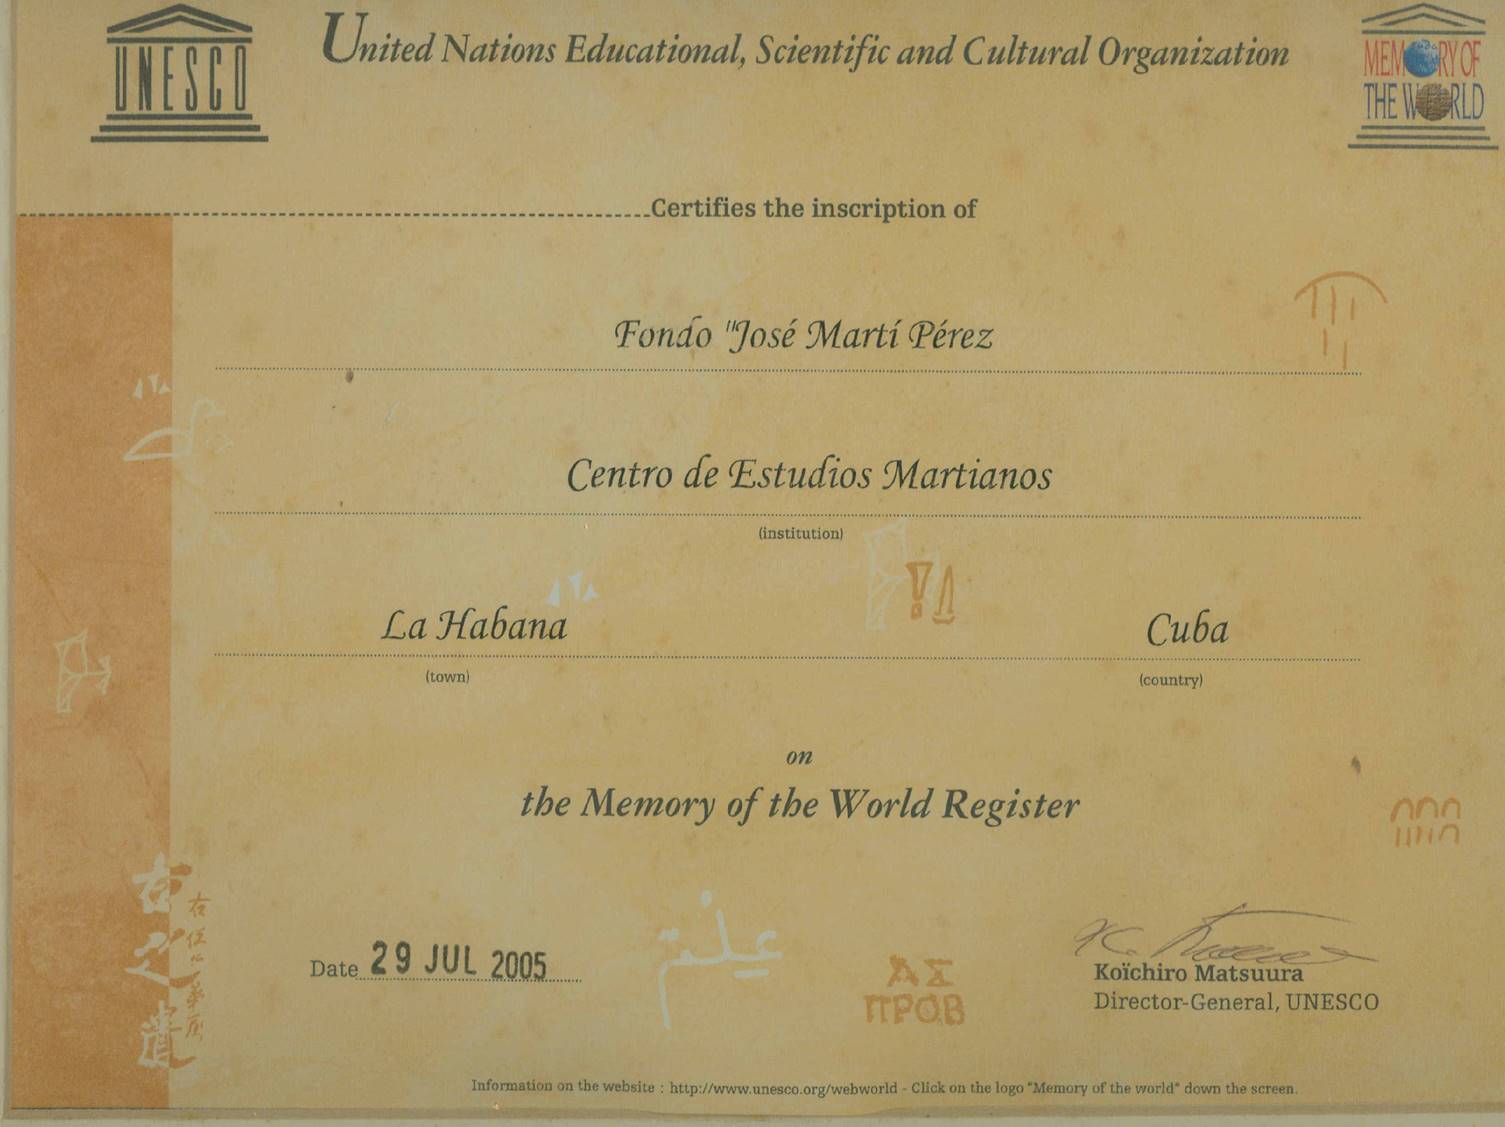 UNESCO
United Nations Educational, Scientific and Cultural Organization
MEMORY OF
THE WORLD
Certifies the inscription of
Fondo "José Martí Pérez
Centro de Estudios Martianos
(institution)
La Habana Cuba
(town) (country)
on
the Memory of the World Register
Date 29 JUL 2005
Koïchiro Matsuura
Director-General, UNESCO
علم
ΑΣ
ΠΡΟΒ
Information on the website : http://www.unesco.org/webworld - Click on the logo "Memory of the world" down the screen.